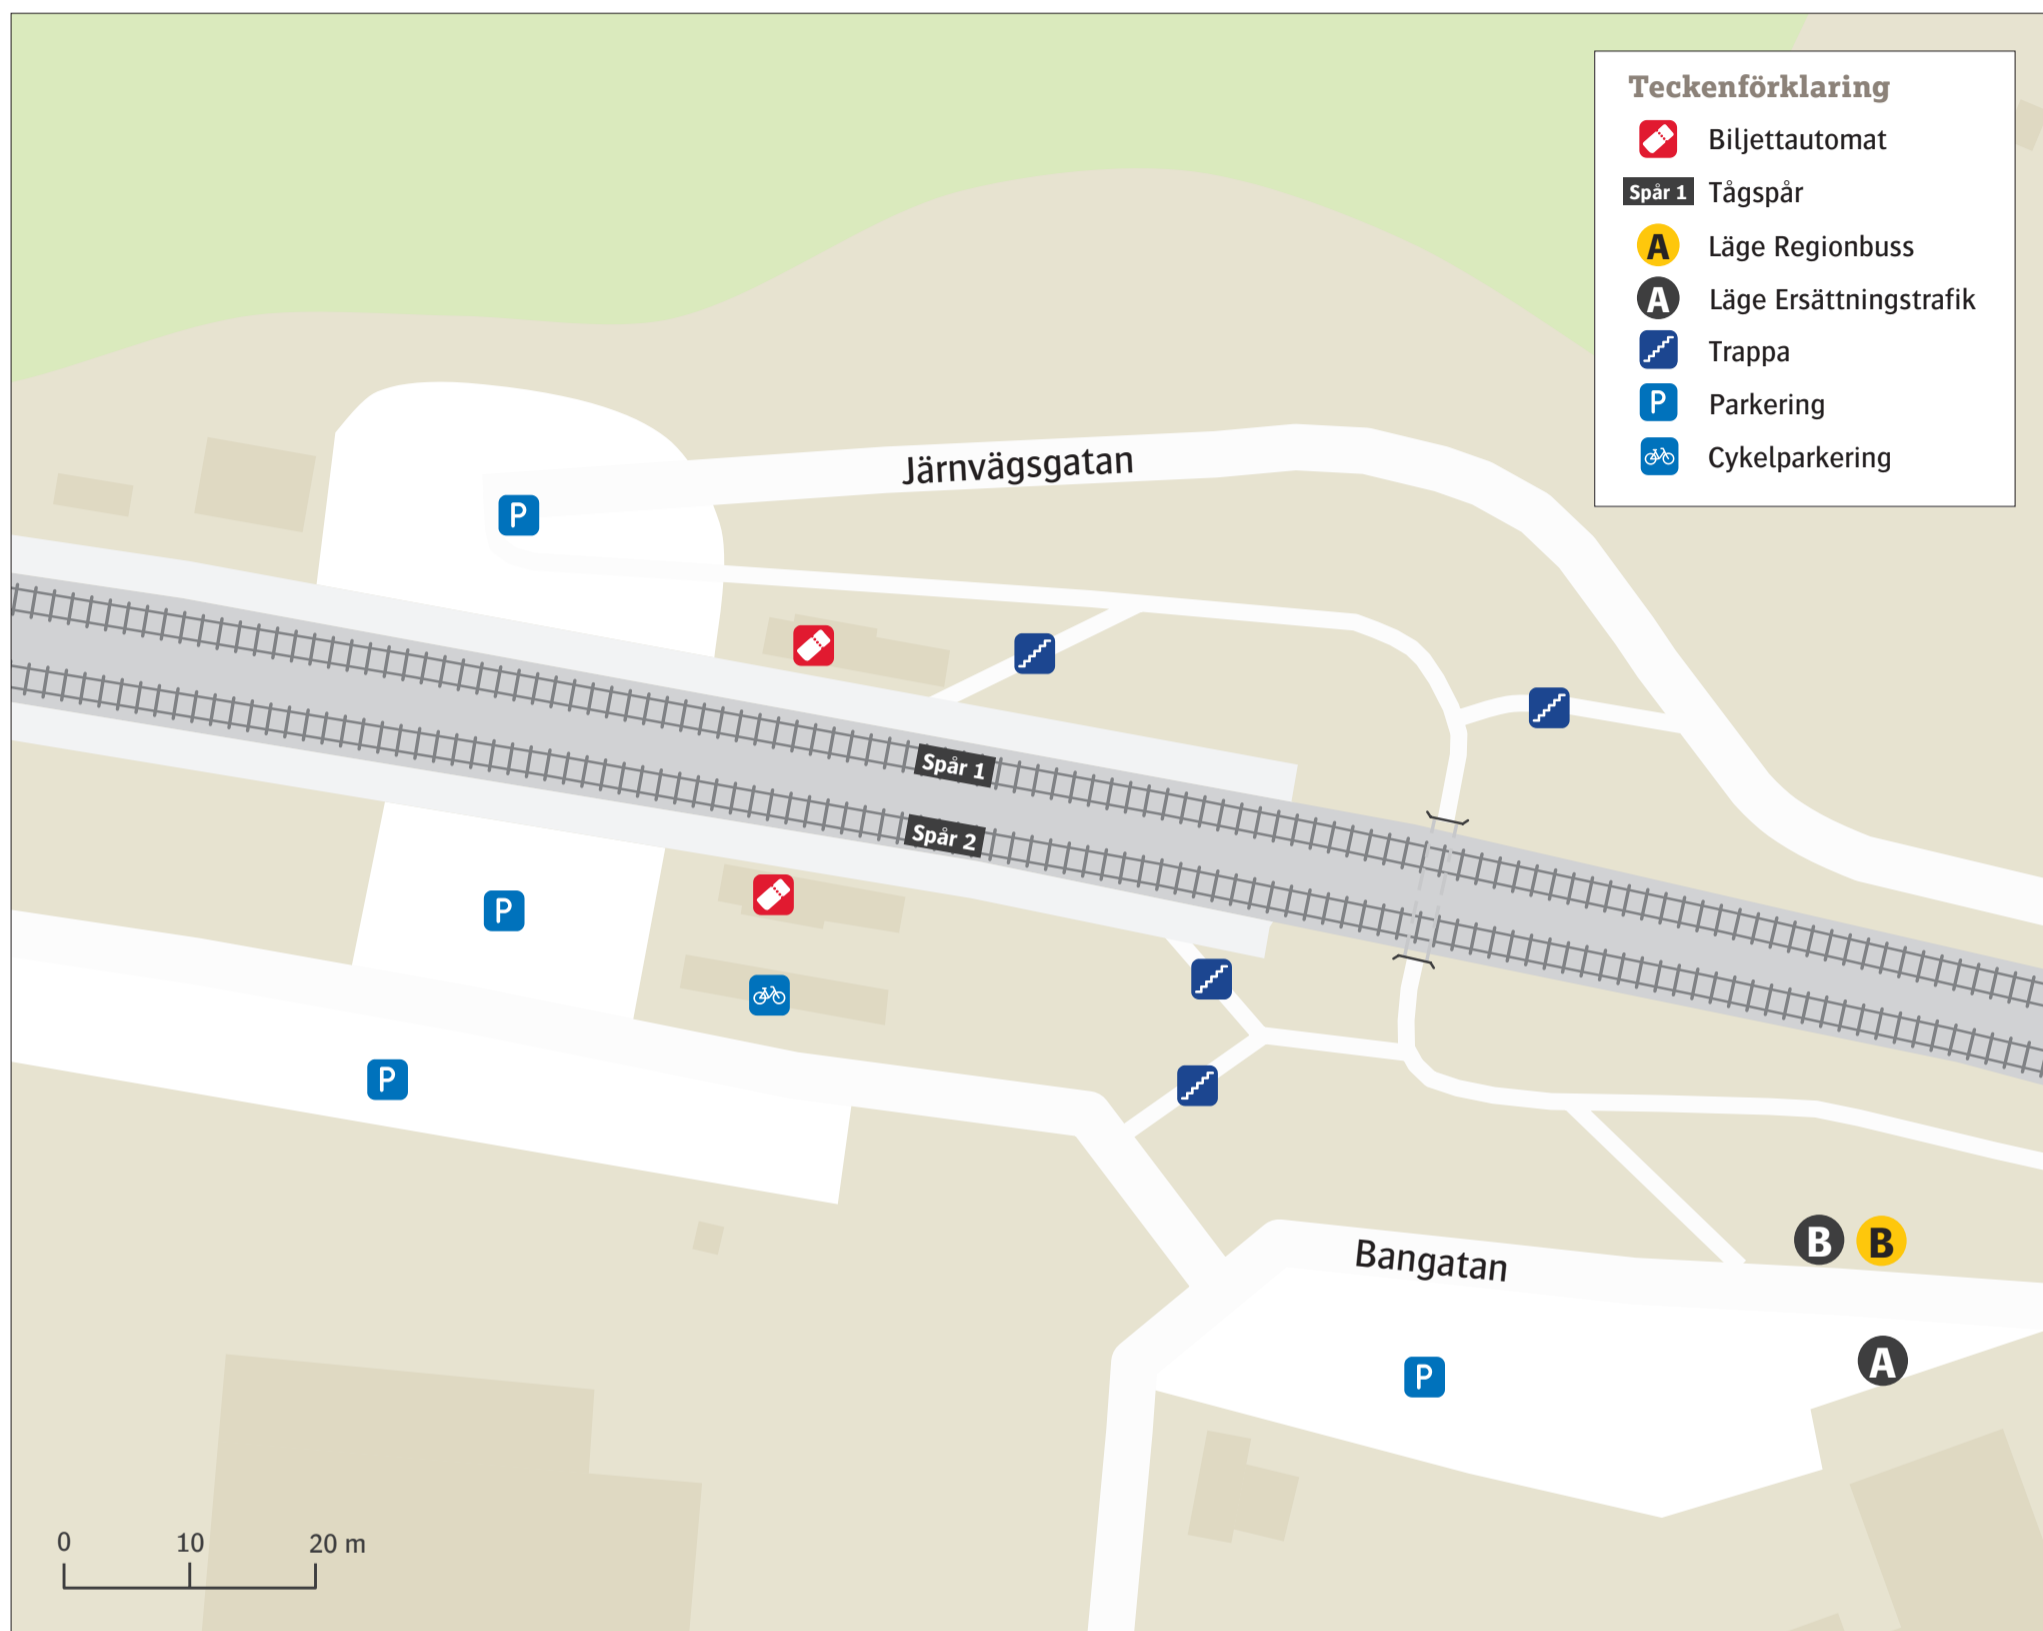 Teckenförklaring
Biljettautomat
Spår 1 Tågspår
A Läge Regionbuss
A Läge Ersättningstrafik
Trappa
P Parkering
Cykelparkering
Järnvägsgatan
P
Spår 1
Spår 2
P
P
B B
Bangatan
A
P
0 10 20 m